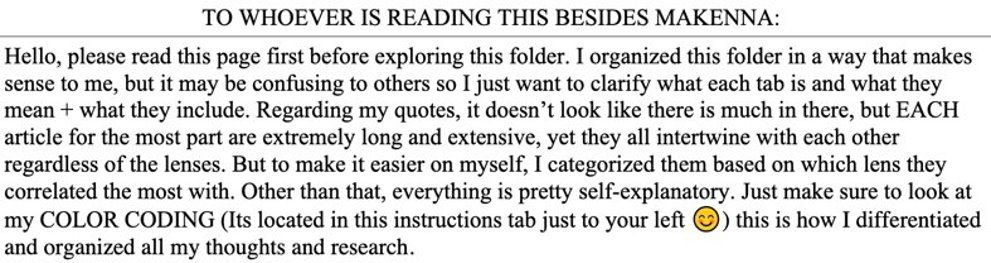 TO WHOEVER IS READING THIS BESIDES MAKENNA:
Hello, please read this page first before exploring this folder. I organized this folder in a way that makes
sense to me, but it may be confusing to others so I just want to clarify what each tab is and what they
mean + what they include. Regarding my quotes, it doesn’t look like there is much in there, but EACH
article for the most part are extremely long and extensive, yet they all intertwine with each other
regardless of the lenses. But to make it easier on myself, I categorized them based on which lens they
correlated the most with. Other than that, everything is pretty self-explanatory. Just make sure to look at
my COLOR CODING (Its located in this instructions tab just to your left 😊) this is how I differentiated
and organized all my thoughts and research.